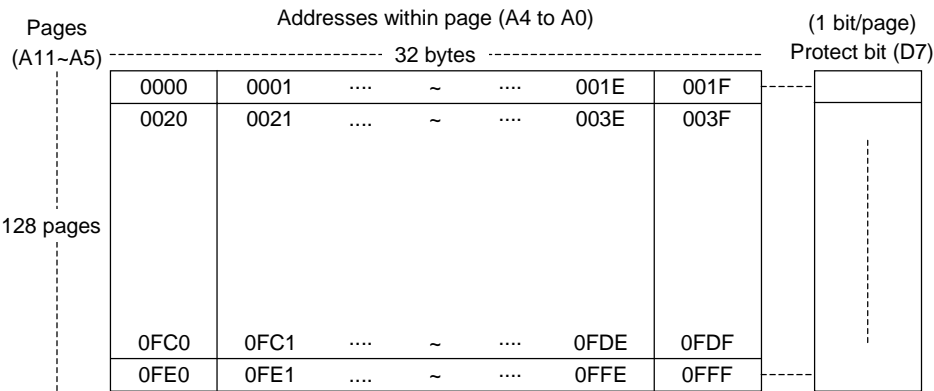 Addresses within page (A4 to A0)
(1 bit/page)
Pages
(A11~A5)
32 bytes
Protect bit (D7)
0000 0001 .... ~ .... 001E 001F
0020 0021 .... ~ .... 003E 003F
128 pages
0FC0 0FC1 .... ~ .... 0FDE 0FDF
0FE0 0FE1 .... ~ .... 0FFE 0FFF